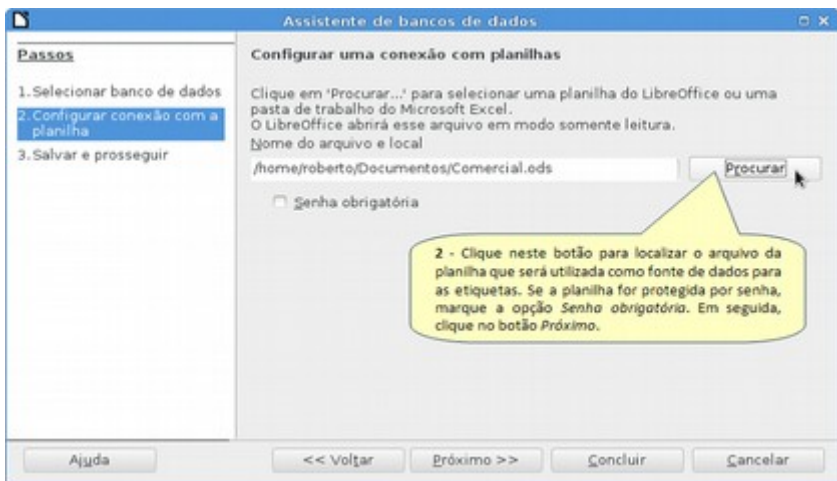 Assistente de bancos de dados
Passos
1. Selecionar banco de dados
2. Configurar conexão com a
planilha
3. Salvar e prosseguir
Configurar uma conexão com planilhas
Clique em 'Procurar...' para selecionar uma planilha do LibreOffice ou uma
pasta de trabalho do Microsoft Excel.
O LibreOffice abrirá esse arquivo em modo somente leitura.
Nome do arquivo e local
/home/roberto/Documentos/Comercial.ods
Procurar
Senha obrigatória
2 - Clique neste botão para localizar o arquivo da
planilha que será utilizada como fonte de dados para
as etiquetas. Se a planilha for protegida por senha,
marque a opção Senha obrigatória. Em seguida,
clique no botão Próximo.
Ajuda
<< Voltar
Próximo >>
Concluir
Cancelar